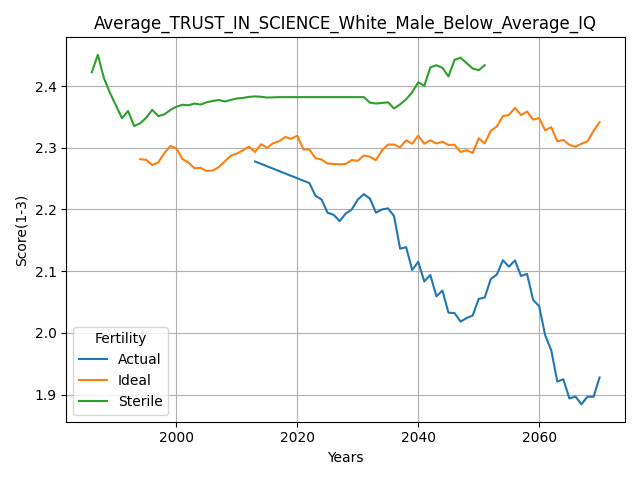 Average_TRUST_IN_SCIENCE_White_Male_Below_Average_IQ
Score(1-3)
2.4
2.3
2.2
2.1
2.0
1.9
Fertility
Actual
Ideal
Sterile
2000
2020
2040
2060
Years